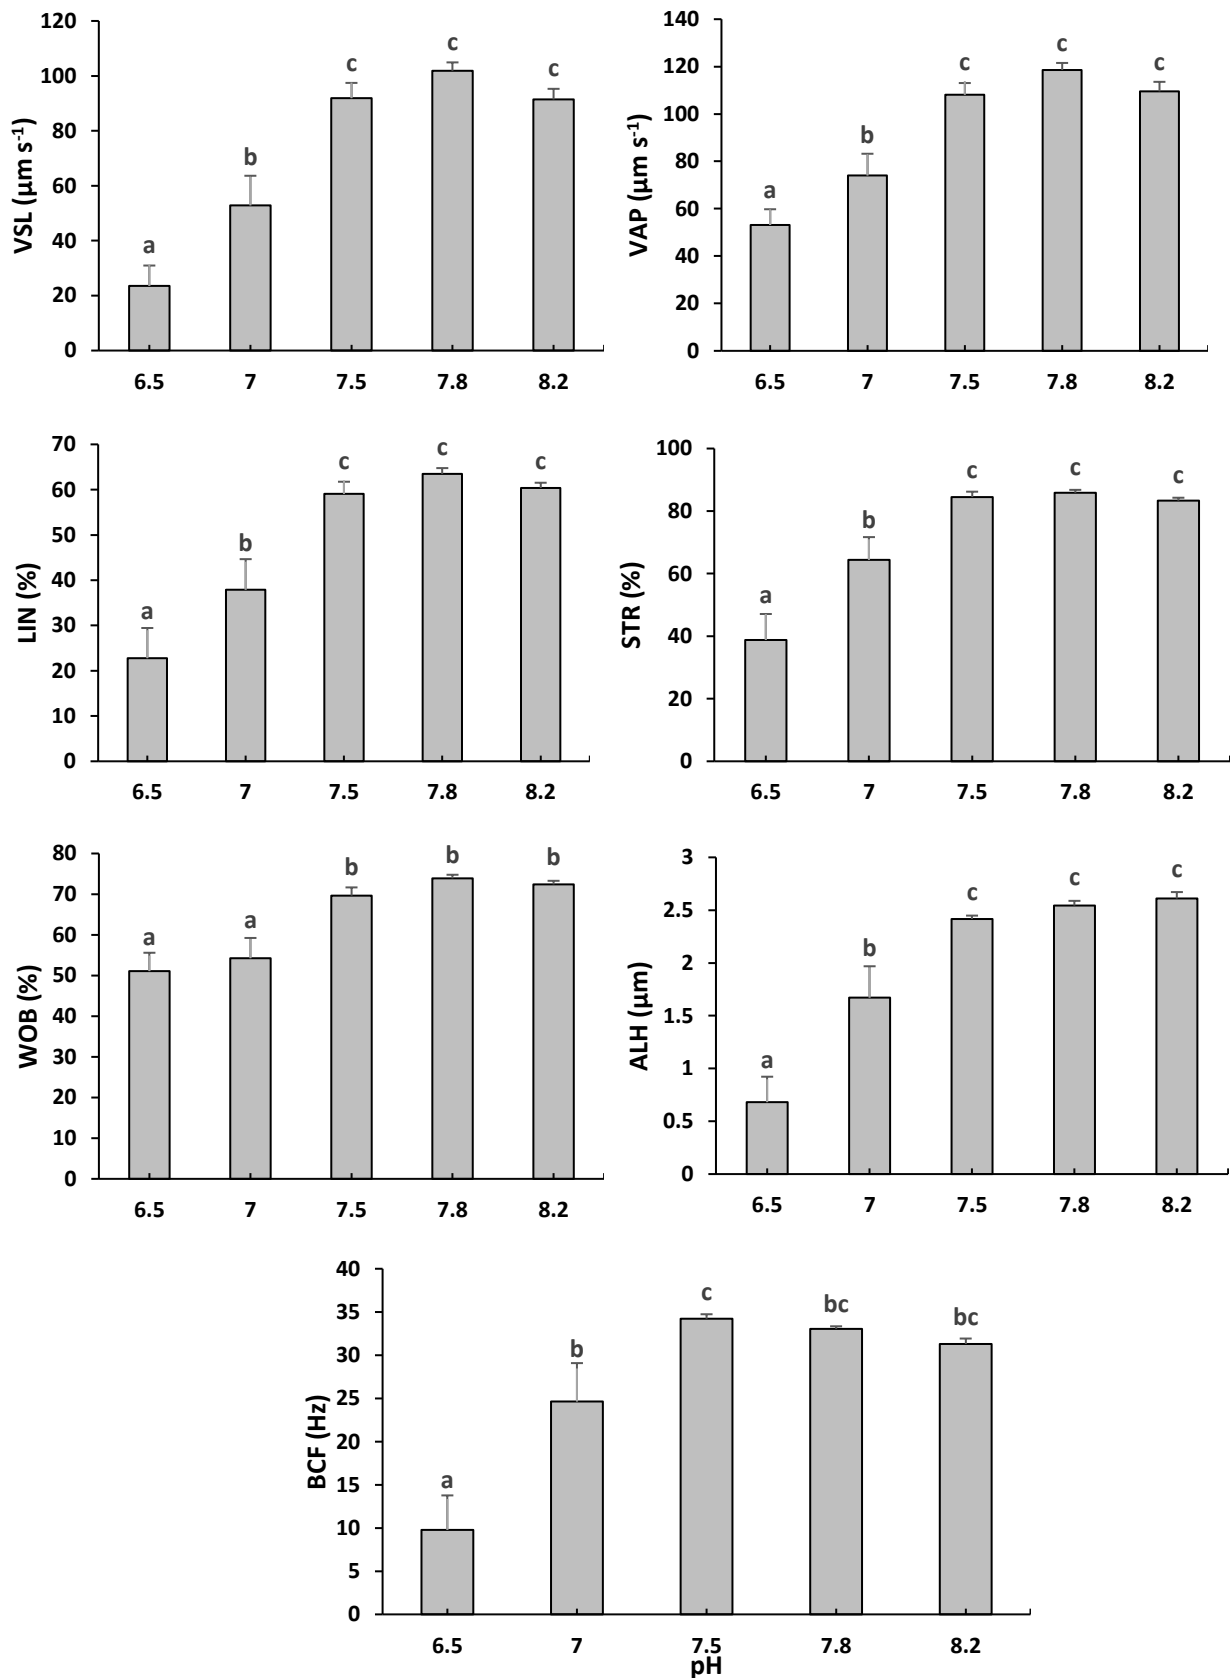 VSL (µm s⁻¹)
120
100
80
60
40
20
0
a
b
c
c
c
6.5 7 7.5 7.8 8.2
VAP (µm s⁻¹)
140
120
100
80
60
40
20
0
a
b
c
c
c
6.5 7 7.5 7.8 8.2
LIN (%)
70
60
50
40
30
20
10
0
a
b
c
c
c
6.5 7 7.5 7.8 8.2
STR (%)
100
80
60
40
20
0
a
b
c
c
c
6.5 7 7.5 7.8 8.2
WOB (%)
80
70
60
50
40
30
20
10
0
a
a
b
b
b
6.5 7 7.5 7.8 8.2
ALH (µm)
3
2.5
2
1.5
1
0.5
0
a
b
c
c
c
6.5 7 7.5 7.8 8.2
BCF (Hz)
40
35
30
25
20
15
10
5
0
a
b
c
bc
bc
6.5 7 7.5 7.8 8.2
pH